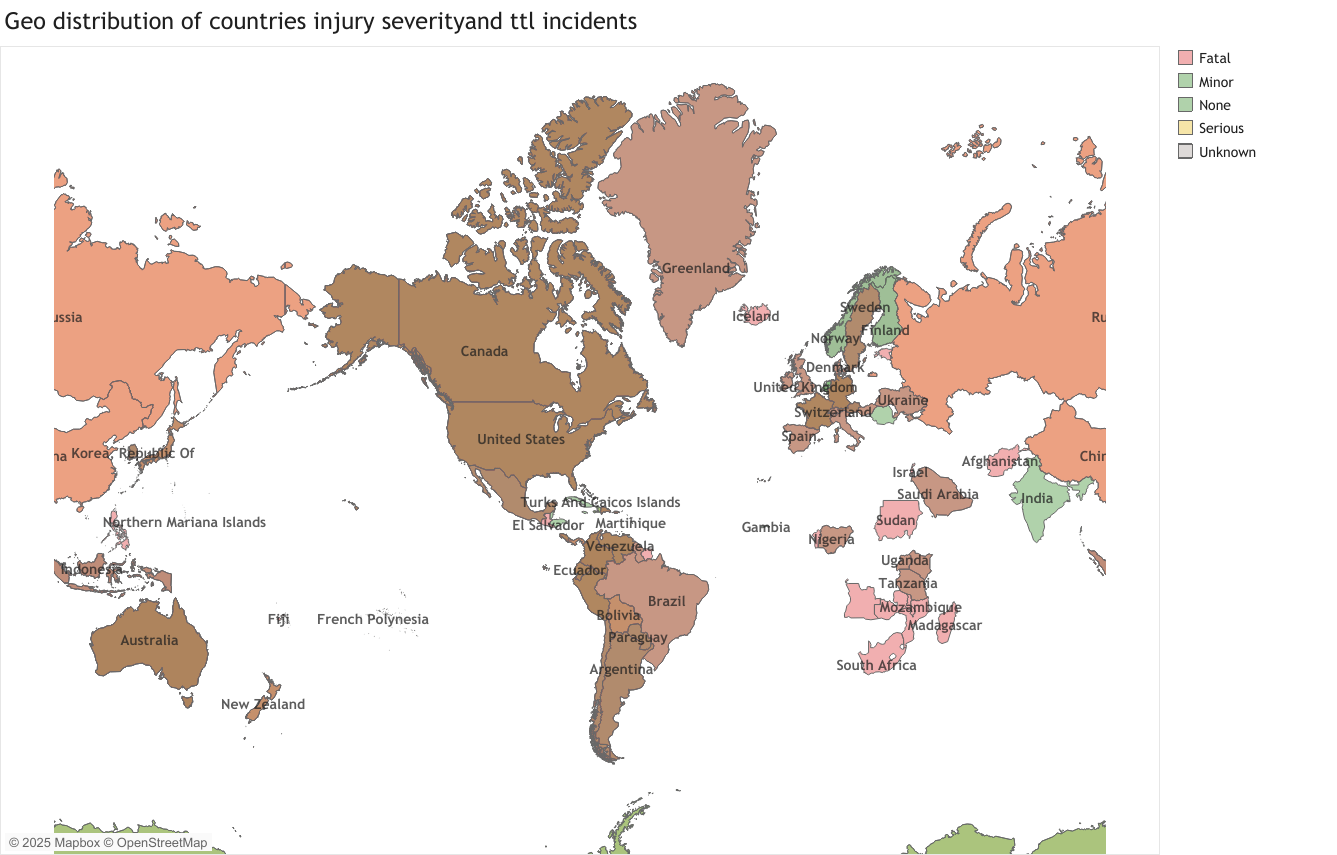 Geo distribution of countries injury severityand ttl incidents
Fatal
Minor
None
Serious
Unknown
Greenland
Iceland
ussia
Sweden
Ru
Finland
Norway
Canada
Denmark
United Kingdom
Ukraine
Switzerland
United States
Spain
na
Korea, Republic Of
Chin
Afghanistan
Israel
Saudi Arabia
India
Turks And Caicos Islands
Northern Mariana Islands
El Salvador
Martinique
Gambia
Sudan
Nigeria
Venezuela
Uganda
Indonesia
Ecuador
Tanzania
Brazil
Mozambique
Bolivia
Fiji
French Polynesia
Madagascar
Australia
Paraguay
South Africa
Argentina
New Zealand
© 2025 Mapbox © OpenStreetMap